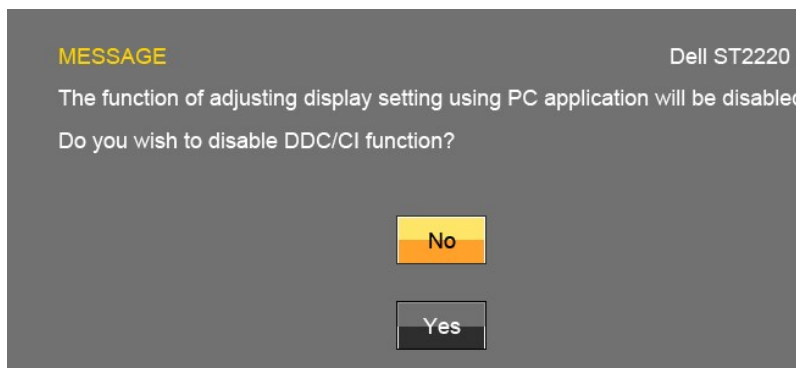 MESSAGE Dell ST2220
The function of adjusting display setting using PC application will be disabled
Do you wish to disable DDC/CI function?
No
Yes